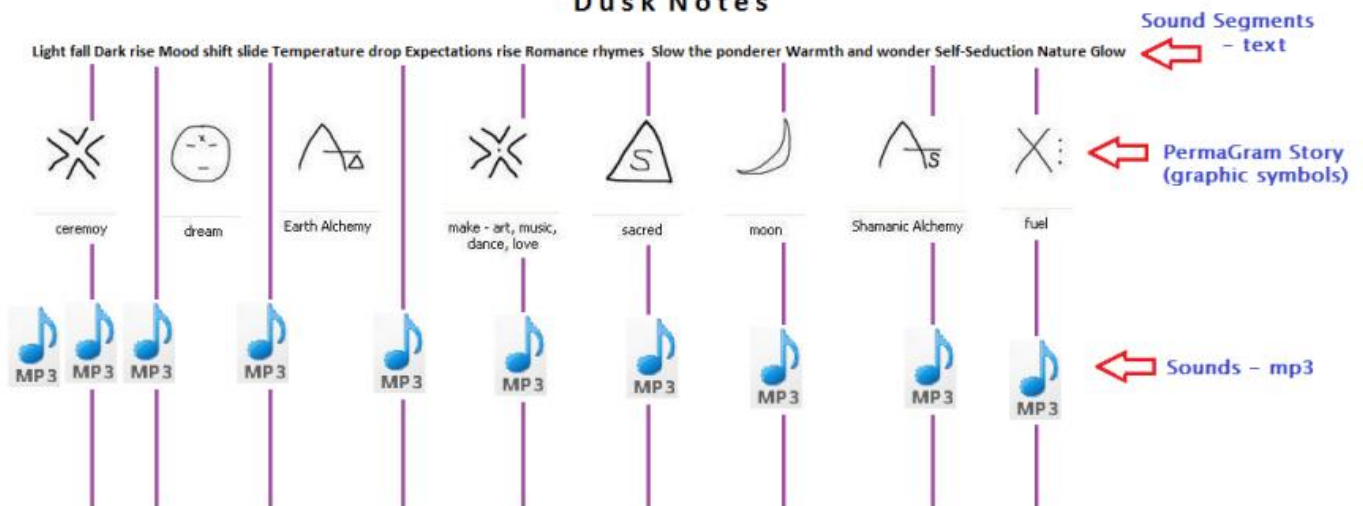 Dusk Notes
Sound Segments
- text
Light fall Dark rise Mood shift slide Temperature drop Expectations rise Romance rhymes Slow the ponderer Warmth and wonder Self-Seduction Nature Glow
S
S
PermaGram Story
(graphic symbols)
ceremoy
dream
Earth Alchemy
make - art, music,
dance, love
sacred
moon
Shamanic Alchemy
fuel
MP3
MP3
MP3
MP3
MP3
MP3
MP3
MP3
MP3
MP3
Sounds - mp3